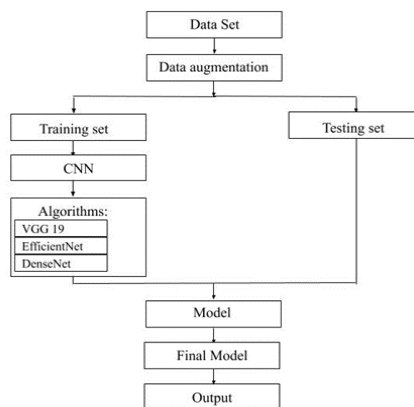 Data Set
Data augmentation
Training set
Testing set
CNN
Algorithms:
VGG 19
EfficientNet
DenseNet
Model
Final Model
Output